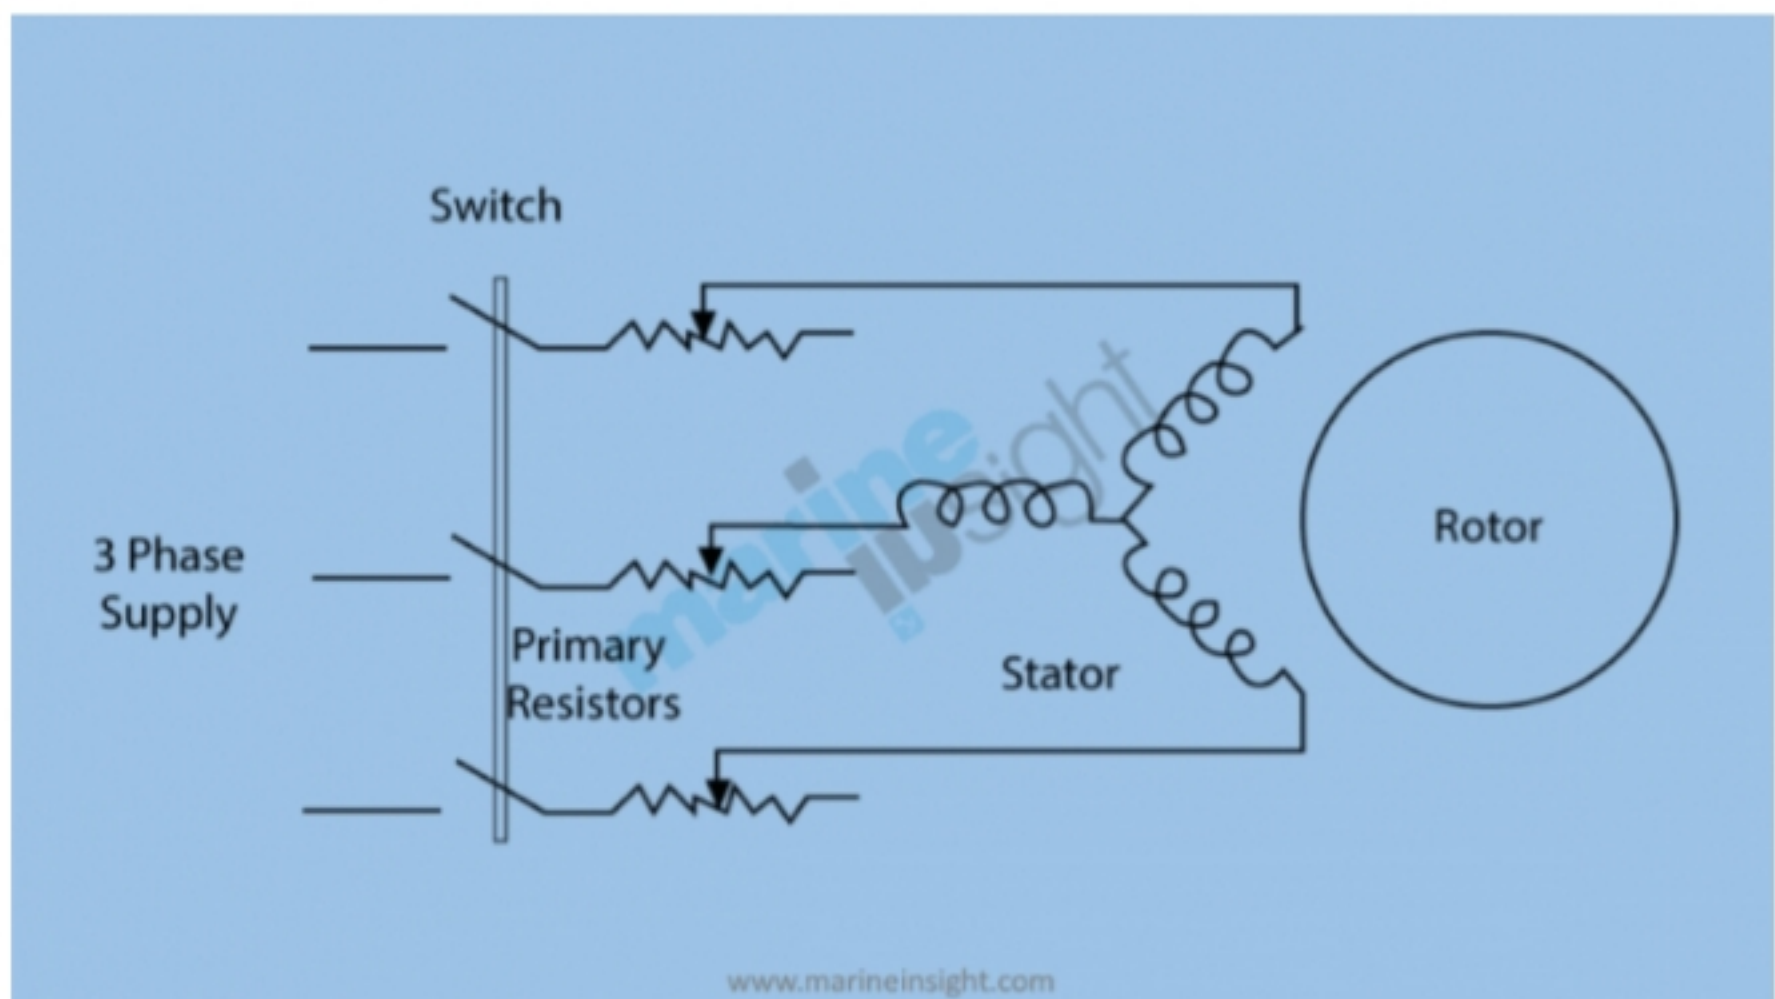 Switch
3 Phase
Supply
Primary
Resistors
Stator
Rotor
marine
insight
www.marineinsight.com